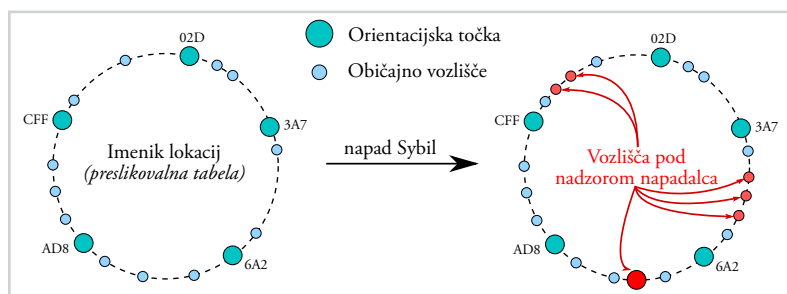 02D
Orientacijska točka
Običajno vozlišče
CFF
3A7
Imenik lokacij
(preslikovalna tabela)
AD8
6A2
napad Sybil
02D
CFF
3A7
Vozlišča pod
nadzorom napadalca
AD8
6A2